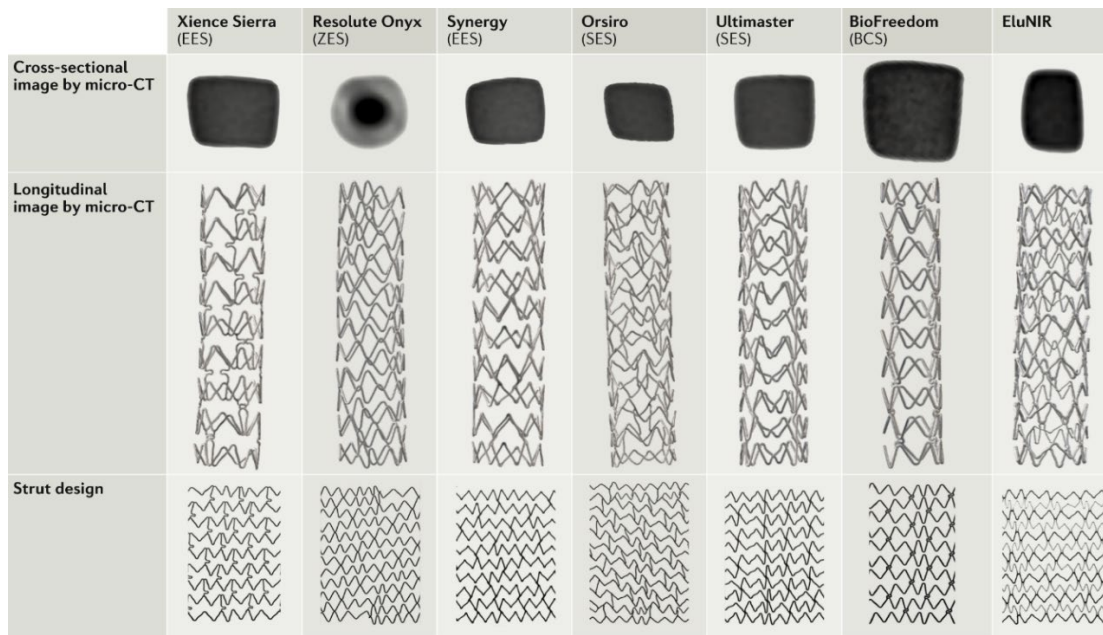 Xience Sierra
(EES)
Resolute Onyx
(ZES)
Synergy
(EES)
Orsiro
(SES)
Ultimaster
(SES)
BioFreedom
(BCS)
EluNIR
Cross-sectional
image by micro-CT
Longitudinal
image by micro-CT
Strut design